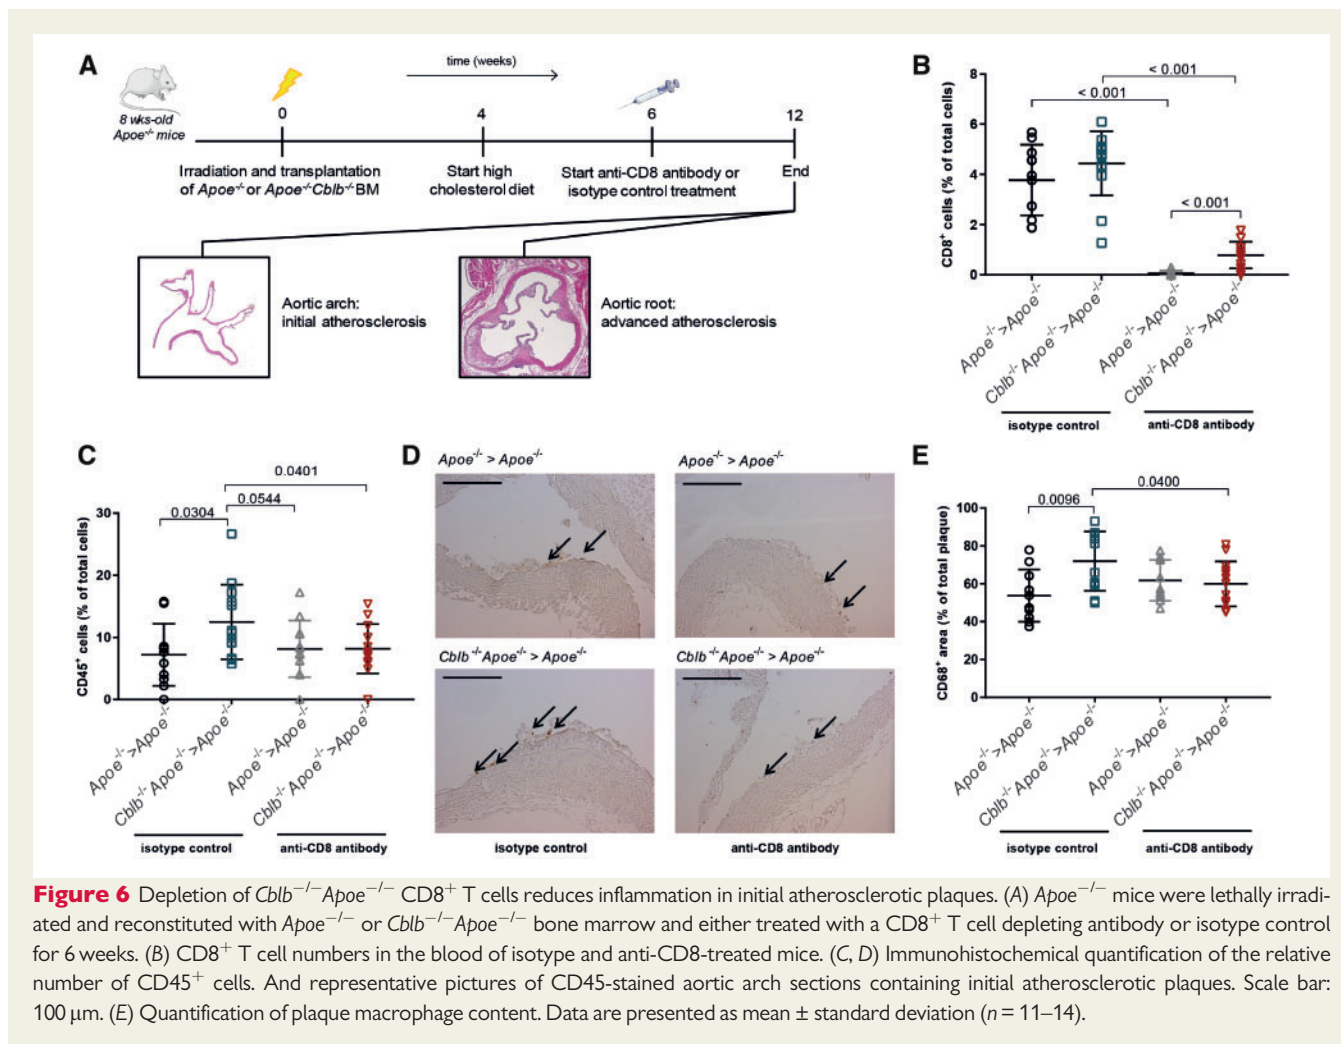 A
time (weeks)
8 wks-old
Apoe-/- mice
0
4
6
12
Irradiation and transplantation
of Apoe-/- or Apoe-/-Cblb-/- BM
Start high
cholesterol diet
Start anti-CD8 antibody or
isotype control treatment
End
Aortic arch:
initial atherosclerosis
Aortic root:
advanced atherosclerosis
B
CD8+ cells (% of total cells)
8
6
4
2
0
< 0.001
< 0.001
< 0.001
Apoe-/->Apoe-/-
Cblb-/- Apoe-/->Apoe-/-
Apoe-/->Apoe-/-
Cblb-/- Apoe-/->Apoe-/-
isotype control
anti-CD8 antibody
C
CD45+ cells (% of total cells)
30
20
10
0
0.0401
0.0544
0.0304
Apoe-/->Apoe-/-
Cblb-/- Apoe-/->Apoe-/-
Apoe-/->Apoe-/-
Cblb-/- Apoe-/->Apoe-/-
isotype control
anti-CD8 antibody
D
Apoe-/- > Apoe-/-
Apoe-/- > Apoe-/-
Cblb-/-Apoe-/- > Apoe-/-
Cblb-/-Apoe-/- > Apoe-/-
isotype control
anti-CD8 antibody
E
CD68+ area (% of total plaque)
100
80
60
40
20
0
0.0096
0.0400
Apoe-/->Apoe-/-
Cblb-/- Apoe-/->Apoe-/-
Apoe-/->Apoe-/-
Cblb-/- Apoe-/->Apoe-/-
isotype control
anti-CD8 antibody
Figure 6 Depletion of Cblb−/−Apoe−/− CD8+ T cells reduces inflammation in initial atherosclerotic plaques. (A) Apoe−/− mice were lethally irradi-
ated and reconstituted with Apoe−/− or Cblb−/−Apoe−/− bone marrow and either treated with a CD8+ T cell depleting antibody or isotype control
for 6 weeks. (B) CD8+ T cell numbers in the blood of isotype and anti-CD8-treated mice. (C, D) Immunohistochemical quantification of the relative
number of CD45+ cells. And representative pictures of CD45-stained aortic arch sections containing initial atherosclerotic plaques. Scale bar:
100 μm. (E) Quantification of plaque macrophage content. Data are presented as mean ± standard deviation (n = 11–14).